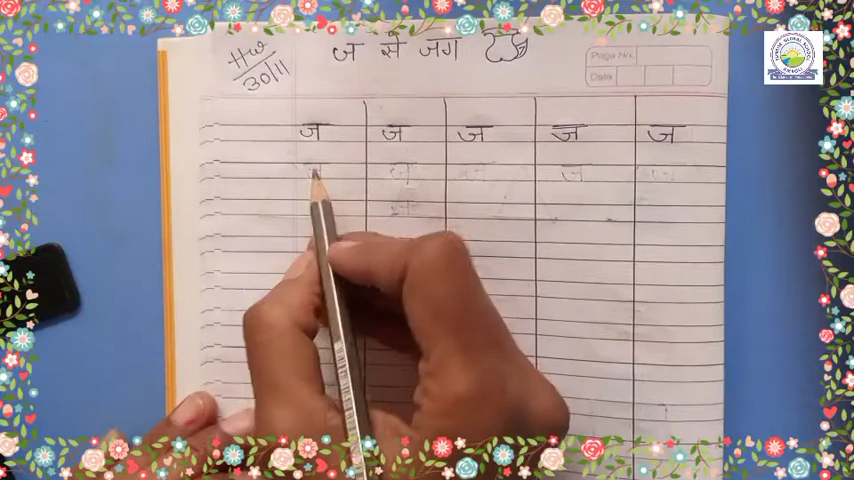 Hw
30/11
ज से जग
Page No.
Date
ज ज ज ज ज
ज ज ज ज ज
ज